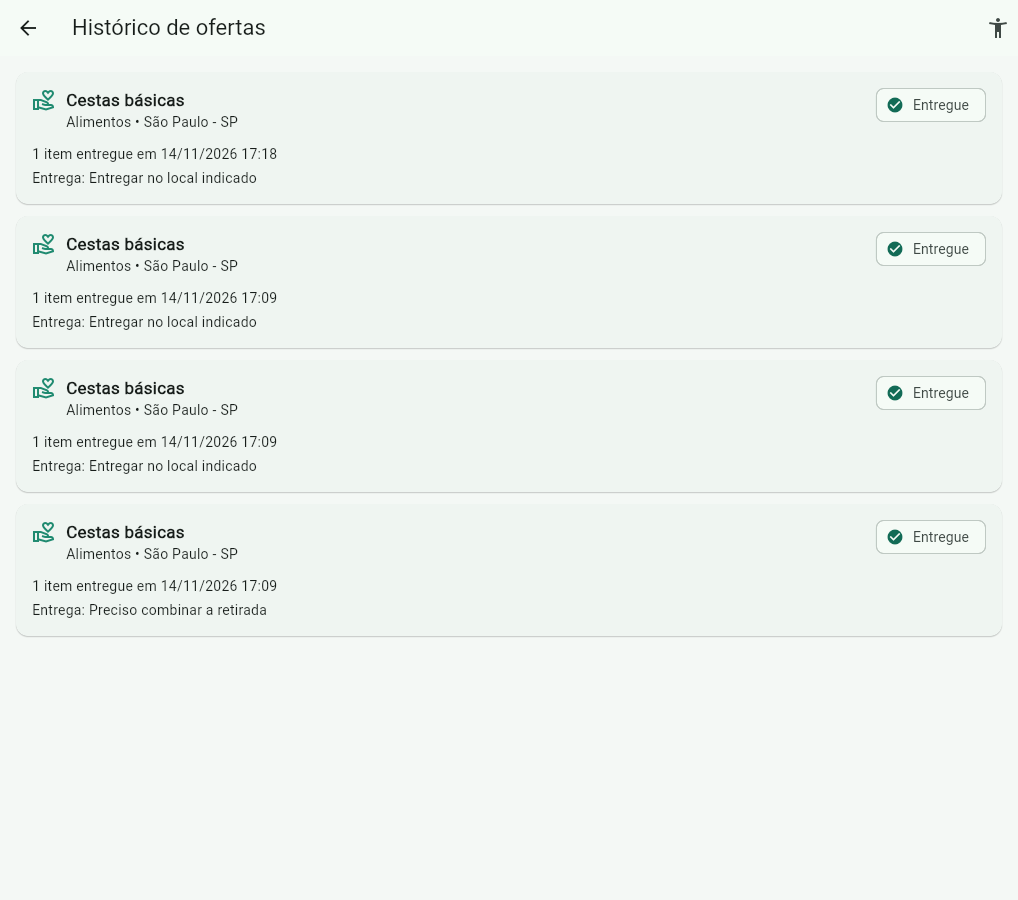 Histórico de ofertas
Cestas básicas
Entregue
Alimentos • São Paulo - SP
1 item entregue em 14/11/2026 17:18
Entrega: Entregar no local indicado
Cestas básicas
Entregue
Alimentos • São Paulo - SP
1 item entregue em 14/11/2026 17:09
Entrega: Entregar no local indicado
Cestas básicas
Entregue
Alimentos • São Paulo - SP
1 item entregue em 14/11/2026 17:09
Entrega: Entregar no local indicado
Cestas básicas
Entregue
Alimentos • São Paulo - SP
1 item entregue em 14/11/2026 17:09
Entrega: Preciso combinar a retirada